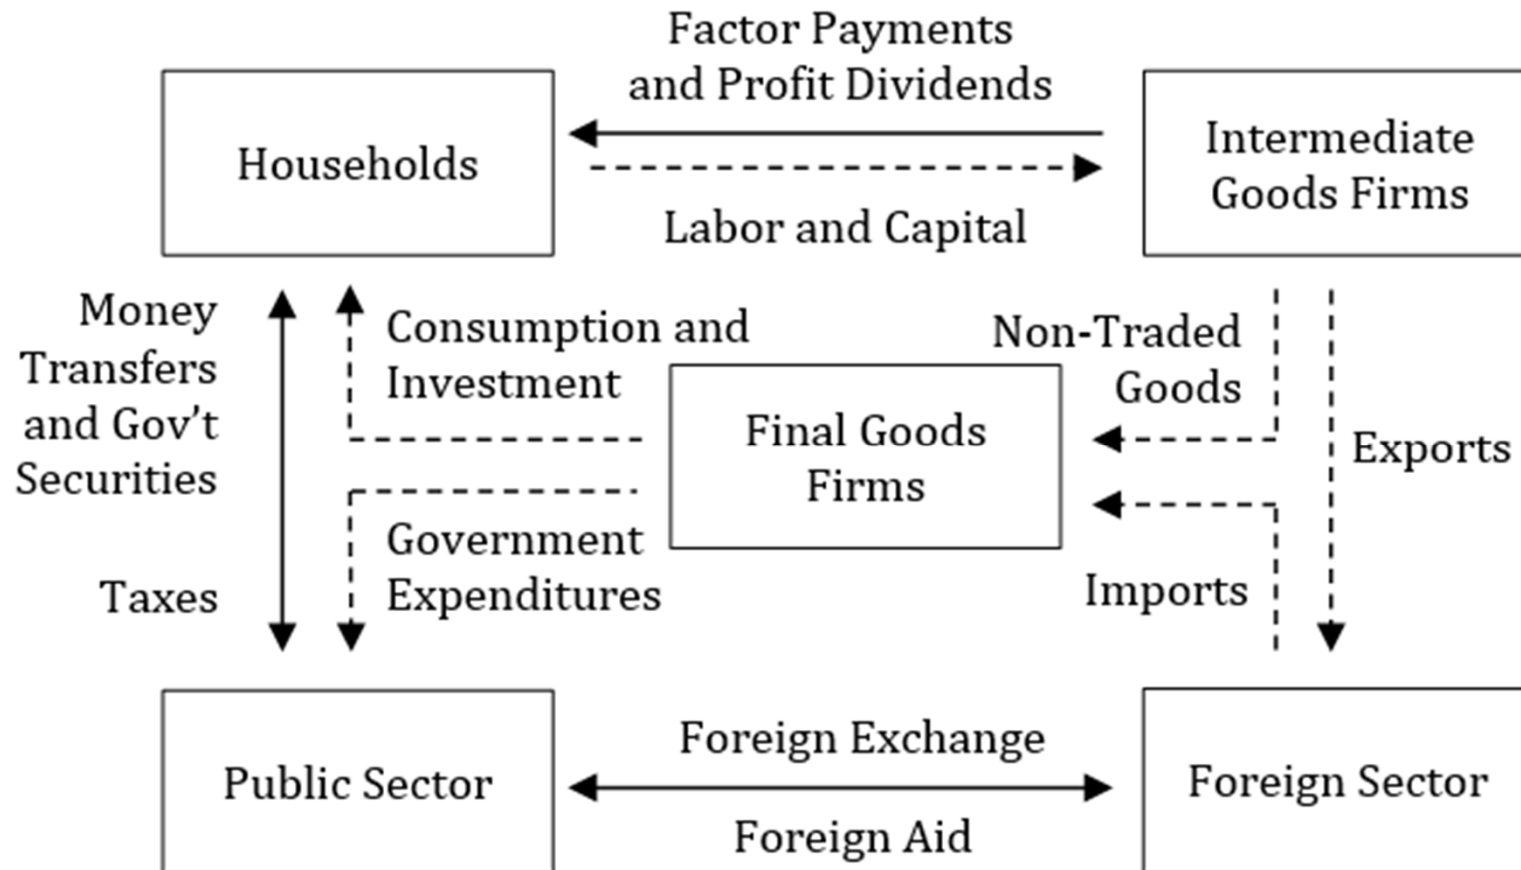 Factor Payments
and Profit Dividends
Households
Intermediate
Goods Firms
Labor and Capital
Money
Transfers
and Gov't
Securities
Consumption and
Investment
Non-Traded
Goods
Final Goods
Firms
Exports
Government
Expenditures
Taxes
Imports
Public Sector
Foreign Exchange
Foreign Aid
Foreign Sector